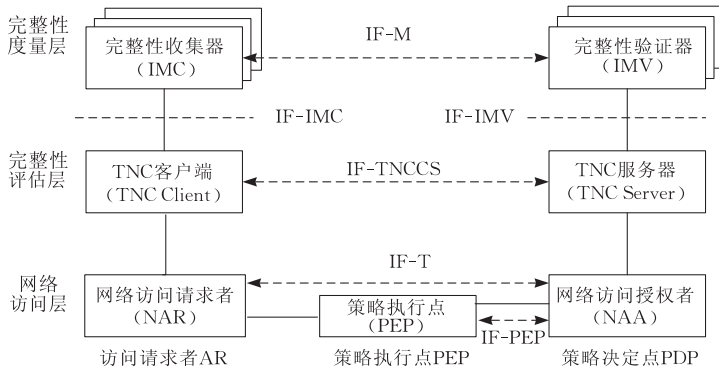 完整性
度量层
完整性收集器
（IMC）
IF-M
完整性验证器
（IMV）
IF-IMC
IF-IMV
完整性
评估层
TNC客户端
（TNC Client）
IF-TNCCS
TNC服务器
（TNC Server）
网络
访问层
网络访问请求者
（NAR）
IF-T
策略执行点
（PEP）
IF-PEP
网络访问授权者
（NAA）
访问请求者AR
策略执行点PEP
策略决定点PDP